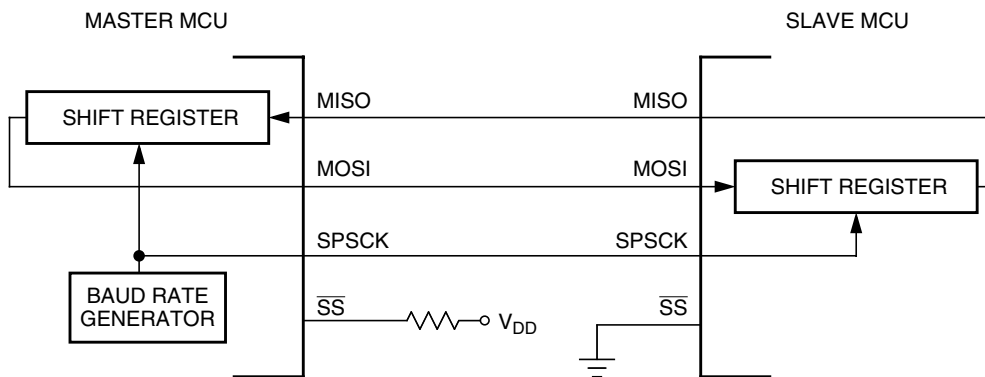 MASTER MCU
SLAVE MCU
SHIFT REGISTER
MISO
MISO
MOSI
MOSI
SHIFT REGISTER
SPSCK
SPSCK
BAUD RATE
GENERATOR
SS
VDD
SS